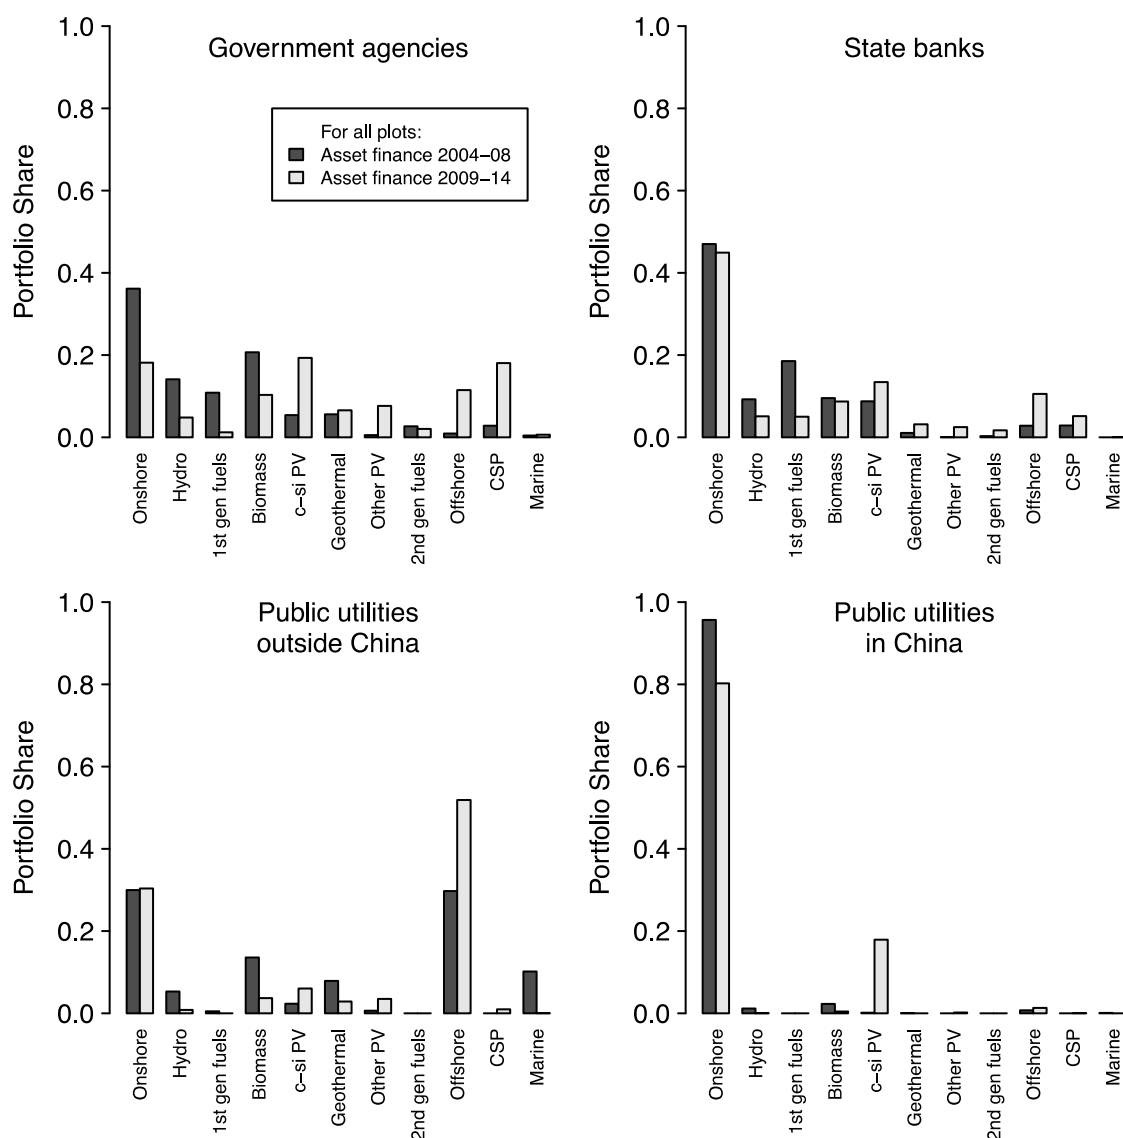 Government agencies
For all plots:
Asset finance 2004–08
Asset finance 2009–14
Portfolio Share
1.0
0.8
0.6
0.4
0.2
0.0
Onshore
Hydro
1st gen fuels
Biomass
c–si PV
Geothermal
Other PV
2nd gen fuels
Offshore
CSP
Marine
State banks
Portfolio Share
1.0
0.8
0.6
0.4
0.2
0.0
Onshore
Hydro
1st gen fuels
Biomass
c–si PV
Geothermal
Other PV
2nd gen fuels
Offshore
CSP
Marine
Public utilities
outside China
Portfolio Share
1.0
0.8
0.6
0.4
0.2
0.0
Onshore
Hydro
1st gen fuels
Biomass
c–si PV
Geothermal
Other PV
2nd gen fuels
Offshore
CSP
Marine
Public utilities
in China
Portfolio Share
1.0
0.8
0.6
0.4
0.2
0.0
Onshore
Hydro
1st gen fuels
Biomass
c–si PV
Geothermal
Other PV
2nd gen fuels
Offshore
CSP
Marine